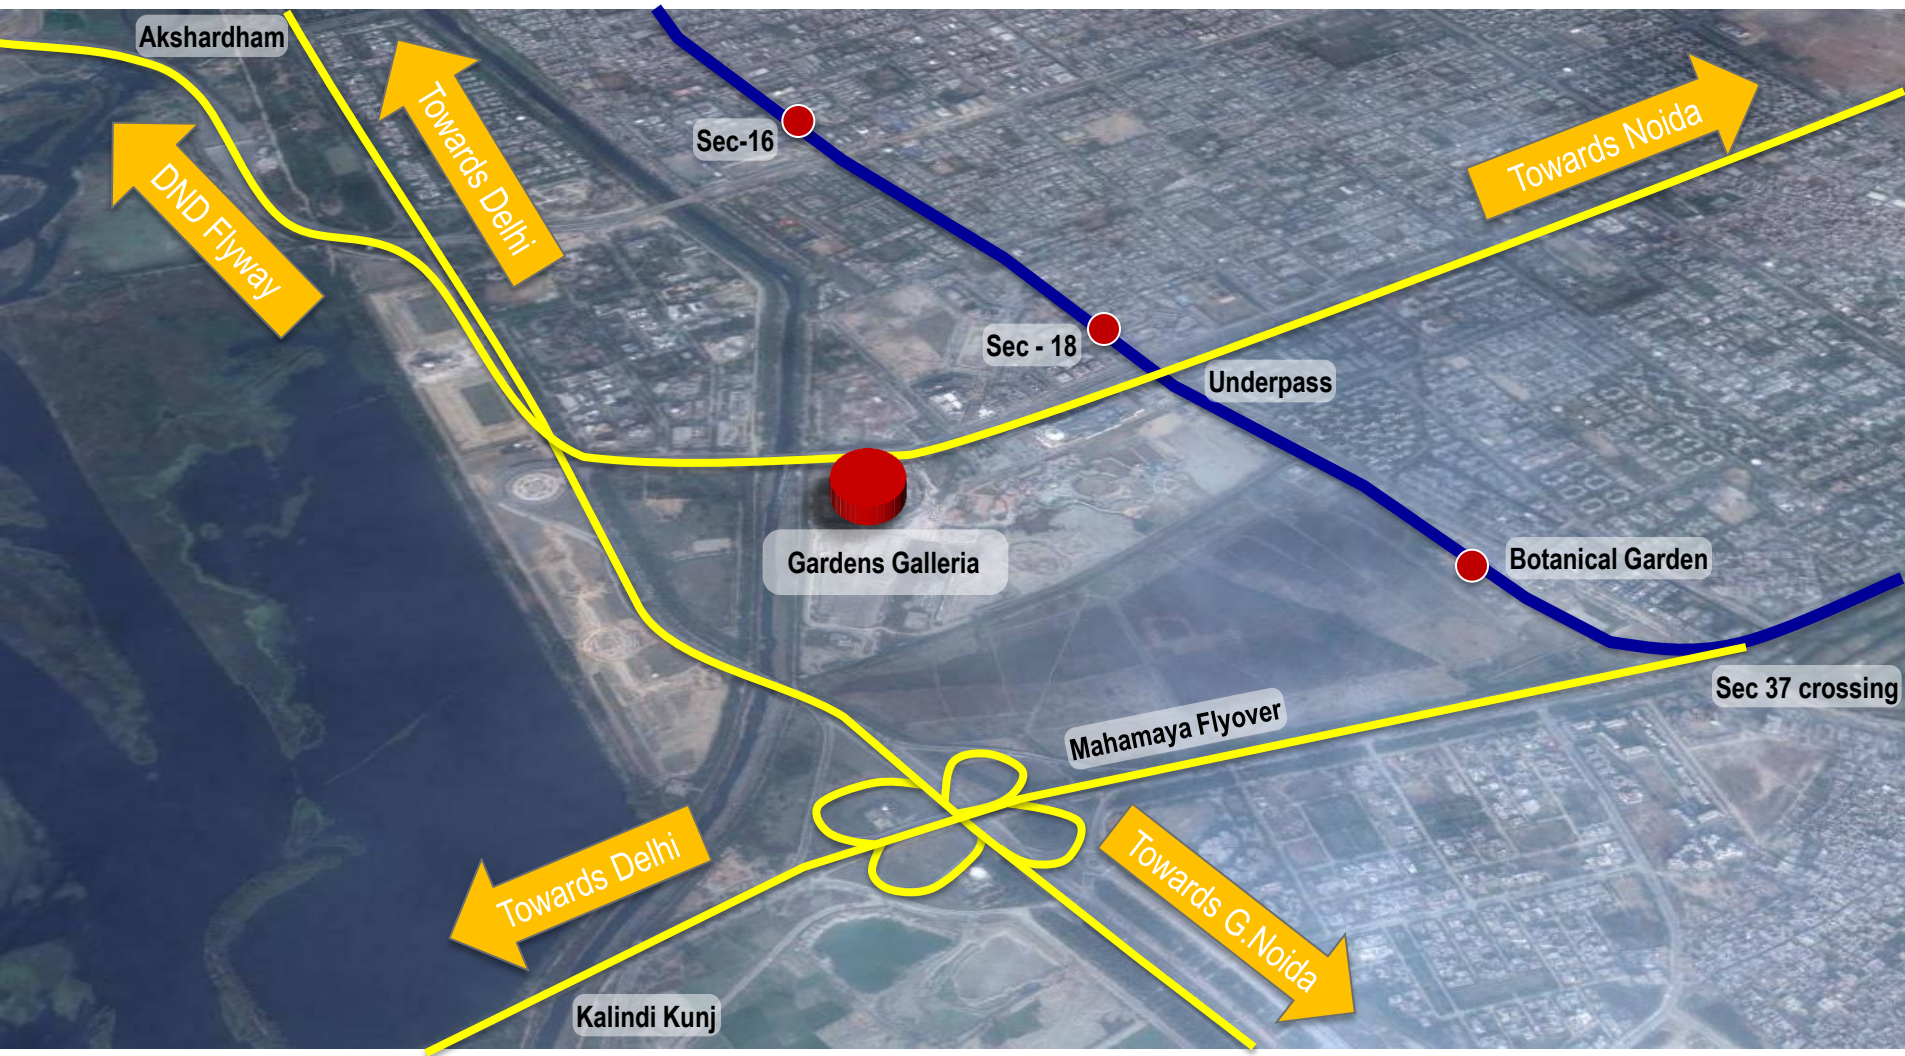 Akshardham
Towards Delhi
DND Flyway
Sec-16
Towards Noida
Sec - 18
Underpass
Gardens Galleria
Botanical Garden
Sec 37 crossing
Mahamaya Flyover
Towards Delhi
Towards G.Noida
Kalindi Kunj